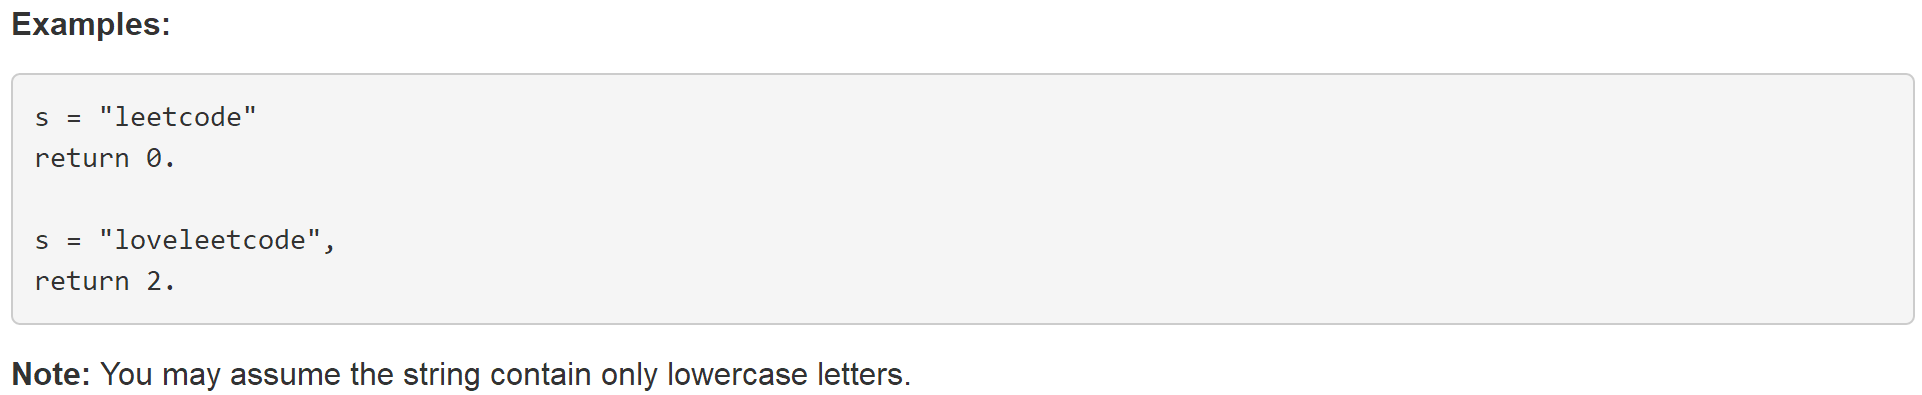 Examples:
s = "leetcode"
return 0.
s = "loveleetcode",
return 2.
Note: You may assume the string contain only lowercase letters.